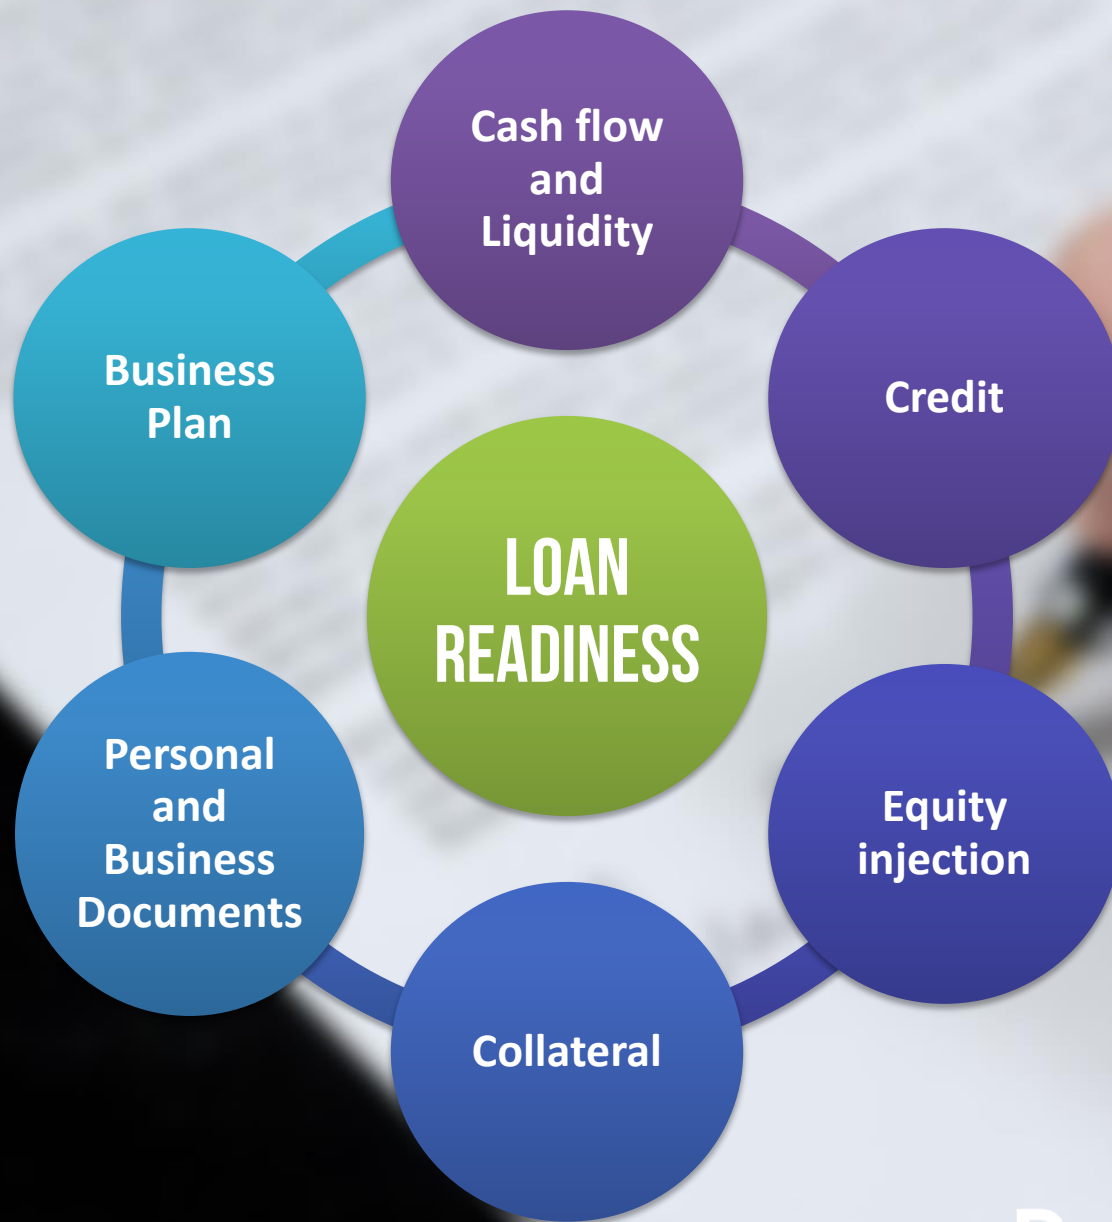 Cash flow
and
Liquidity
Credit
Equity
injection
Collateral
Personal
and
Business
Documents
Business
Plan
LOAN
READINESS